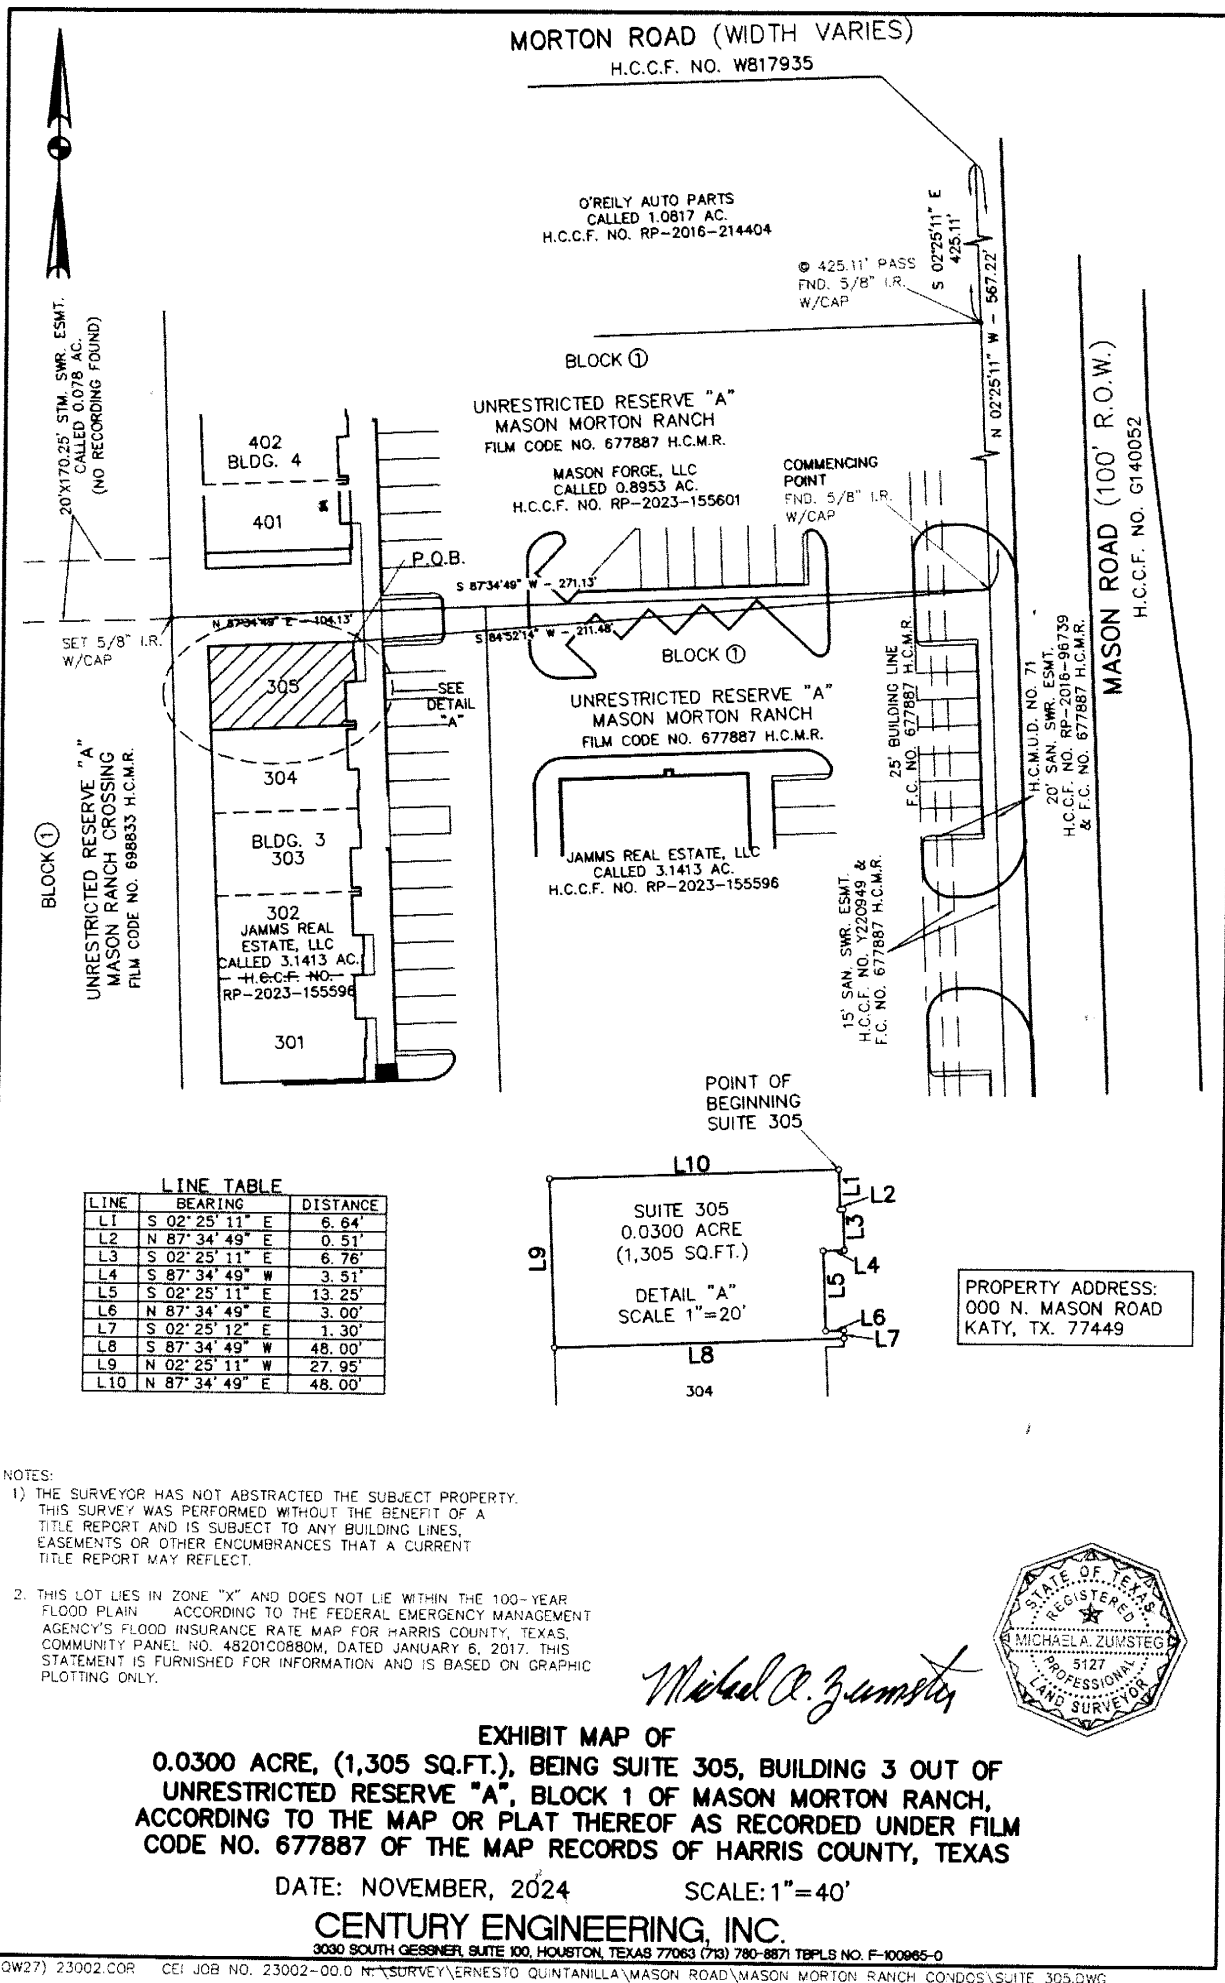 MORTON ROAD (WIDTH VARIES)
H.C.C.F. NO. W817935
O'REILY AUTO PARTS
CALLED 1.0817 AC.
H.C.C.F. NO. RP-2016-214404
S 02°25'11" E
425.11'
@ 425.11' PASS
FND. 5/8" I.R.
W/CAP
N 02°25'11" W - 567.22'
20'X170.25' STM. SWR. ESMT.
CALLED 0.078 AC.
(NO RECORDING FOUND)
BLOCK 1
UNRESTRICTED RESERVE "A"
MASON MORTON RANCH
FILM CODE NO. 677887 H.C.M.R.
MASON FORGE, LLC
CALLED 0.8953 AC.
H.C.C.F. NO. RP-2023-155601
COMMENCING
POINT
FND. 5/8" I.R.
W/CAP
MASON ROAD (100' R.O.W.)
H.C.C.F. NO. G140052
402
BLDG. 4
401
P.O.B.
S 87°34'49" W - 271.13'
N 87°34'49" E - 104.13'
S 84°52'14" W - 211.48'
SET 5/8" I.R.
W/CAP
305
SEE
DETAIL
"A"
BLOCK 1
UNRESTRICTED RESERVE "A"
MASON MORTON RANCH
FILM CODE NO. 677887 H.C.M.R.
25' BUILDING LINE
F.C. NO. 677887 H.C.M.R.
H.C.M.U.D. NO. 71
20' SAN. SWR. ESMT.
H.C.C.F. NO. RP-2016-96739
& F.C. NO. 677887 H.C.M.R.
BLOCK 1
UNRESTRICTED RESERVE "A"
MASON RANCH CROSSING
FILM CODE NO. 698833 H.C.M.R.
304
BLDG. 3
303
302
JAMMS REAL
ESTATE, LLC
CALLED 3.1413 AC.
H.C.C.F. NO.
RP-2023-155596
301
JAMMS REAL ESTATE, LLC
CALLED 3.1413 AC.
H.C.C.F. NO. RP-2023-155596
15' SAN. SWR. ESMT.
H.C.C.F. NO. Y220949 &
F.C. NO. 677887 H.C.M.R.
POINT OF
BEGINNING
SUITE 305
L10
L1
L2
L3
L4
L5
L6
L7
L8
L9
SUITE 305
0.0300 ACRE
(1,305 SQ.FT.)
DETAIL "A"
SCALE 1"=20'
304
LINE TABLE
LINE BEARING DISTANCE
L1 S 02°25'11" E 6.64'
L2 N 87°34'49" E 0.51'
L3 S 02°25'11" E 6.76'
L4 S 87°34'49" W 3.51'
L5 S 02°25'11" E 13.25'
L6 N 87°34'49" E 3.00'
L7 S 02°25'12" E 1.30'
L8 S 87°34'49" W 48.00'
L9 N 02°25'11" W 27.95'
L10 N 87°34'49" E 48.00'
PROPERTY ADDRESS:
000 N. MASON ROAD
KATY, TX. 77449
NOTES:
1) THE SURVEYOR HAS NOT ABSTRACTED THE SUBJECT PROPERTY.
THIS SURVEY WAS PERFORMED WITHOUT THE BENEFIT OF A
TITLE REPORT AND IS SUBJECT TO ANY BUILDING LINES,
EASEMENTS OR OTHER ENCUMBRANCES THAT A CURRENT
TITLE REPORT MAY REFLECT.
2. THIS LOT LIES IN ZONE "X" AND DOES NOT LIE WITHIN THE 100-YEAR
FLOOD PLAIN ACCORDING TO THE FEDERAL EMERGENCY MANAGEMENT
AGENCY'S FLOOD INSURANCE RATE MAP FOR HARRIS COUNTY, TEXAS,
COMMUNITY PANEL NO. 48201C0880M, DATED JANUARY 6, 2017. THIS
STATEMENT IS FURNISHED FOR INFORMATION AND IS BASED ON GRAPHIC
PLOTTING ONLY.
Michael A. Zumsteg
STATE OF TEXAS
REGISTERED
MICHAEL A. ZUMSTEG
5127
PROFESSIONAL
LAND SURVEYOR
EXHIBIT MAP OF
0.0300 ACRE, (1,305 SQ.FT.), BEING SUITE 305, BUILDING 3 OUT OF
UNRESTRICTED RESERVE "A", BLOCK 1 OF MASON MORTON RANCH,
ACCORDING TO THE MAP OR PLAT THEREOF AS RECORDED UNDER FILM
CODE NO. 677887 OF THE MAP RECORDS OF HARRIS COUNTY, TEXAS
DATE: NOVEMBER, 2024 SCALE: 1"=40'
CENTURY ENGINEERING, INC.
3030 SOUTH GESSNER, SUITE 100, HOUSTON, TEXAS 77063 (713) 780-8871 TBPLS NO. F-100965-0
OW27) 23002.COR CEI JOB NO. 23002-00.0 N:\SURVEY\ERNESTO QUINTANILLA\MASON ROAD\MASON MORTON RANCH CONDOS\SUITE 305.DWG